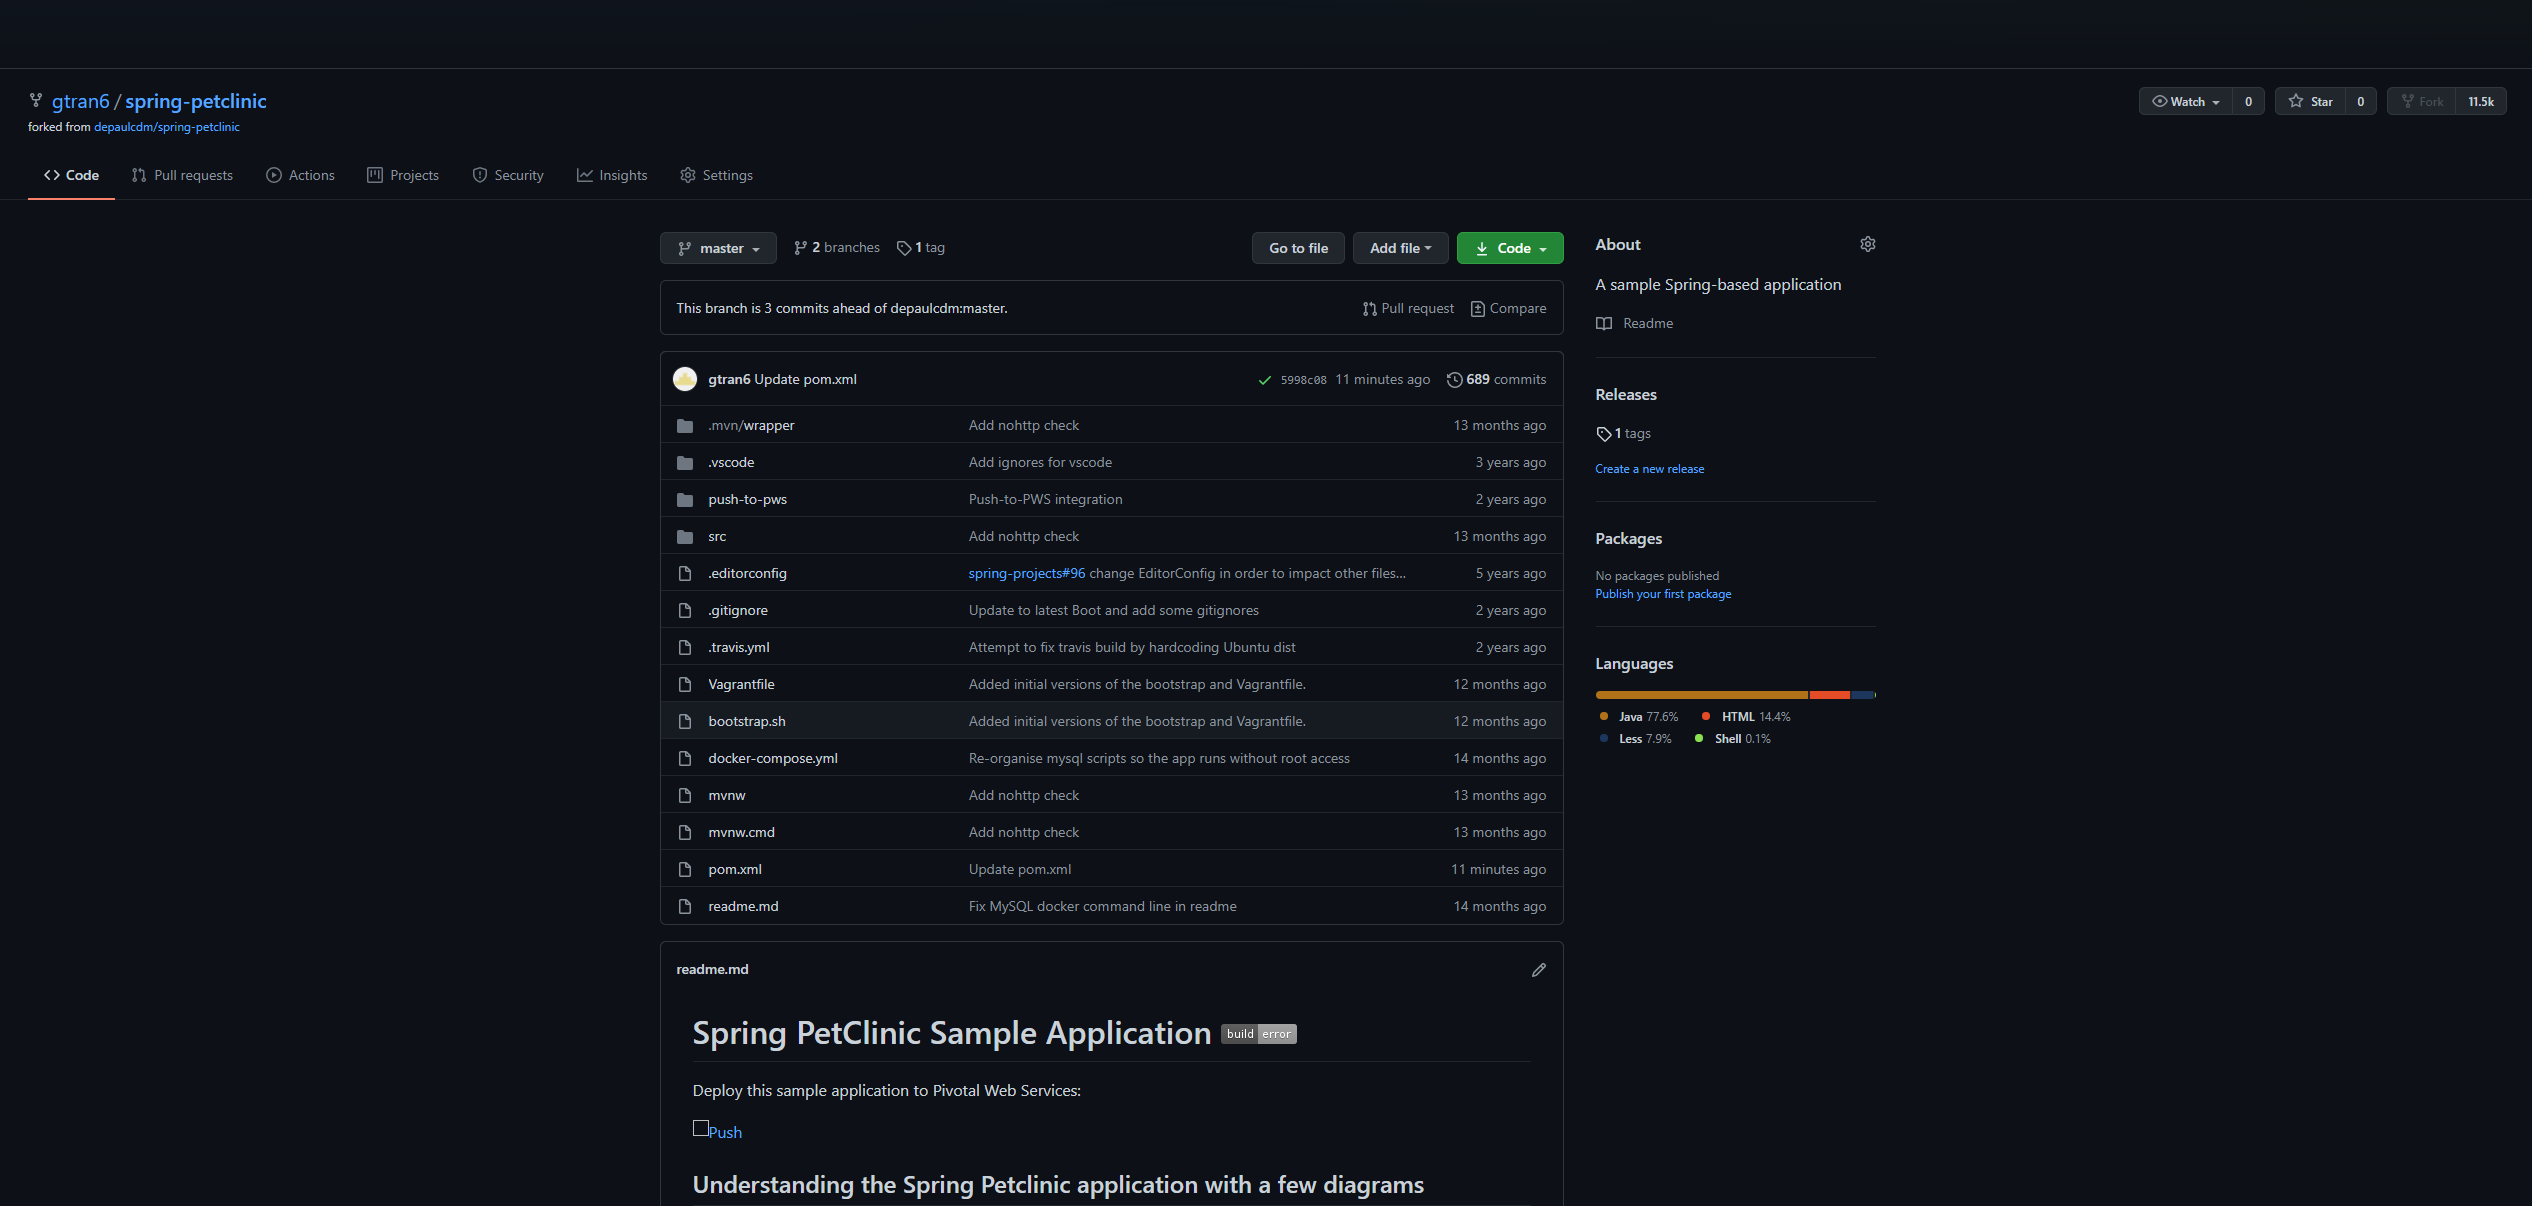 gtran6 / spring-petclinic
forked from depaulcdm/spring-petclinic
Watch 0 Star 0 Fork 11.5k
Code Pull requests Actions Projects Security Insights Settings
master 2 branches 1 tag Go to file Add file Code
This branch is 3 commits ahead of depaulcdm:master. Pull request Compare
gtran6 Update pom.xml 5998c08 11 minutes ago 689 commits
.mvn/wrapper Add nohttp check 13 months ago
.vscode Add ignores for vscode 3 years ago
push-to-pws Push-to-PWS integration 2 years ago
src Add nohttp check 13 months ago
.editorconfig spring-projects#96 change EditorConfig in order to impact other files... 5 years ago
.gitignore Update to latest Boot and add some gitignores 2 years ago
.travis.yml Attempt to fix travis build by hardcoding Ubuntu dist 2 years ago
Vagrantfile Added initial versions of the bootstrap and Vagrantfile. 12 months ago
bootstrap.sh Added initial versions of the bootstrap and Vagrantfile. 12 months ago
docker-compose.yml Re-organise mysql scripts so the app runs without root access 14 months ago
mvnw Add nohttp check 13 months ago
mvnw.cmd Add nohttp check 13 months ago
pom.xml Update pom.xml 11 minutes ago
readme.md Fix MySQL docker command line in readme 14 months ago
readme.md
Spring PetClinic Sample Application build error
Deploy this sample application to Pivotal Web Services:
Push
Understanding the Spring Petclinic application with a few diagrams
About
A sample Spring-based application
Readme
Releases
1 tags
Create a new release
Packages
No packages published
Publish your first package
Languages
Java 77.6% HTML 14.4%
Less 7.9% Shell 0.1%